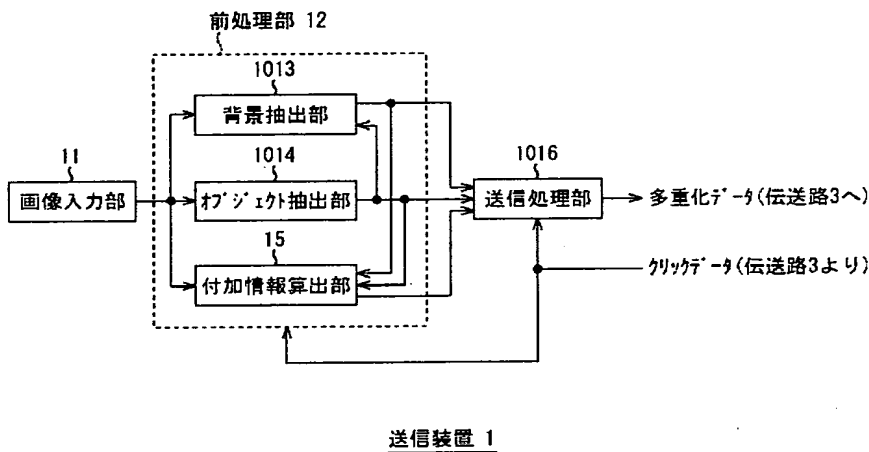 前処理部 12
1013
背景抽出部
11
画像入力部
1014
オブジェクト抽出部
15
付加情報算出部
1016
送信処理部
多重化データ(伝送路3へ)
クリックデータ(伝送路3より)
送信装置 1